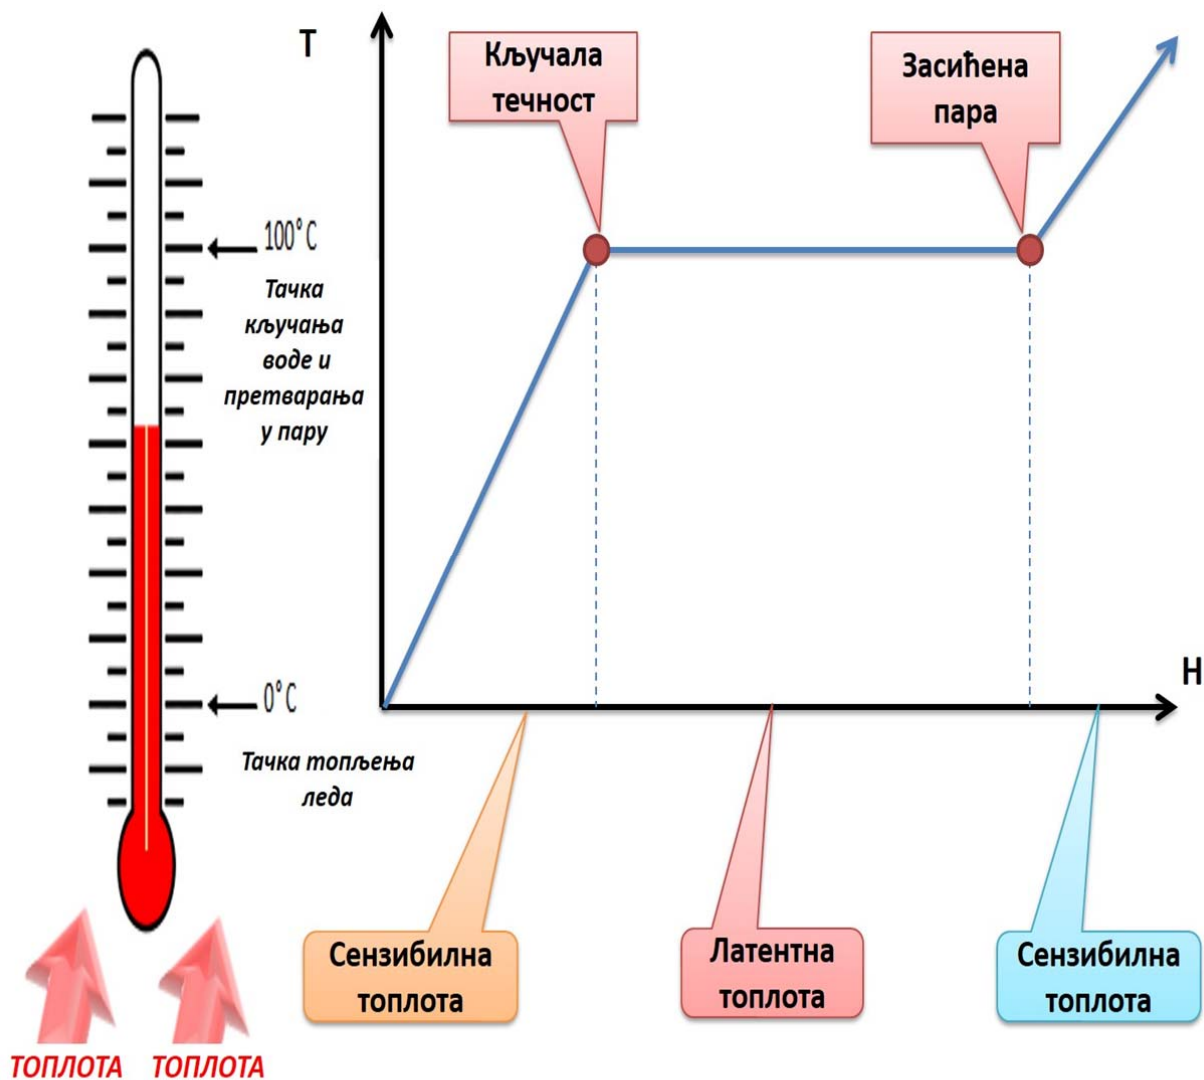 T
Кључала
течност
Засићена
пара
100°C
Тачка
кључања
воде и
претварања
у пару
0°C
Тачка топљења
леда
H
Сензибилна
топлота
Латентна
топлота
Сензибилна
топлота
ТОПЛОТА
ТОПЛОТА